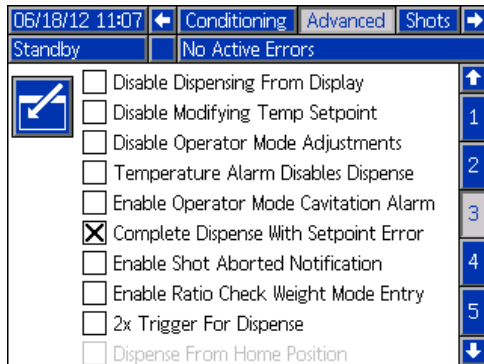 06/18/12 11:07 Conditioning Advanced Shots
Standby No Active Errors
Disable Dispensing From Display
Disable Modifying Temp Setpoint
1
Disable Operator Mode Adjustments
Temperature Alarm Disables Dispense
2
Enable Operator Mode Cavitation Alarm
3
Complete Dispense With Setpoint Error
Enable Shot Aborted Notification
4
Enable Ratio Check Weight Mode Entry
5
2x Trigger For Dispense
Dispense From Home Position